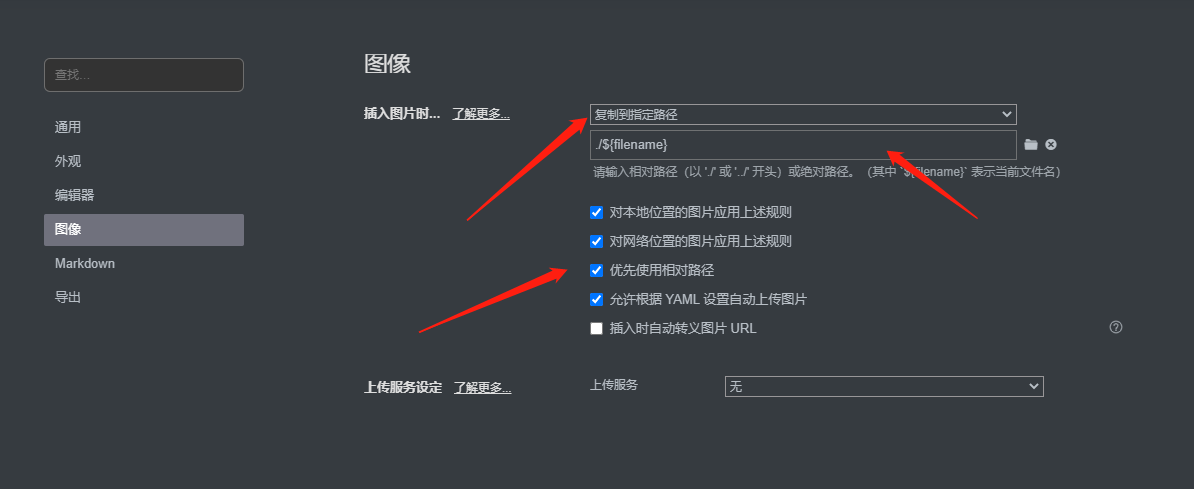 图像
查找...
插入图片时... 了解更多... 复制到指定路径
通用
./${filename}
外观
请输入相对路径（以 './' 或 '../' 开头）或绝对路径。（其中 `${filename}` 表示当前文件名）
编辑器
对本地位置的图片应用上述规则
图像
对网络位置的图片应用上述规则
Markdown
优先使用相对路径
导出
允许根据 YAML 设置自动上传图片
插入时自动转义图片 URL
上传服务设定 了解更多... 上传服务 无